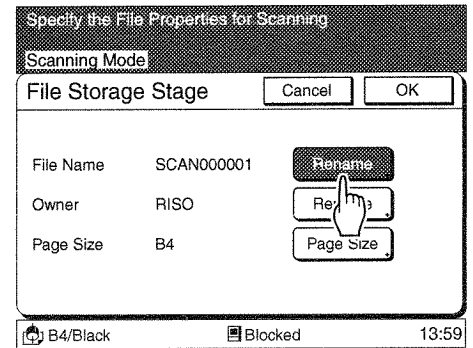 Specify the File Properties for Scanning
Scanning Mode
File Storage Stage Cancel OK
File Name SCAN000001 Rename
Owner RISO
Page Size B4 Page Size
B4/Black Blocked 13:59